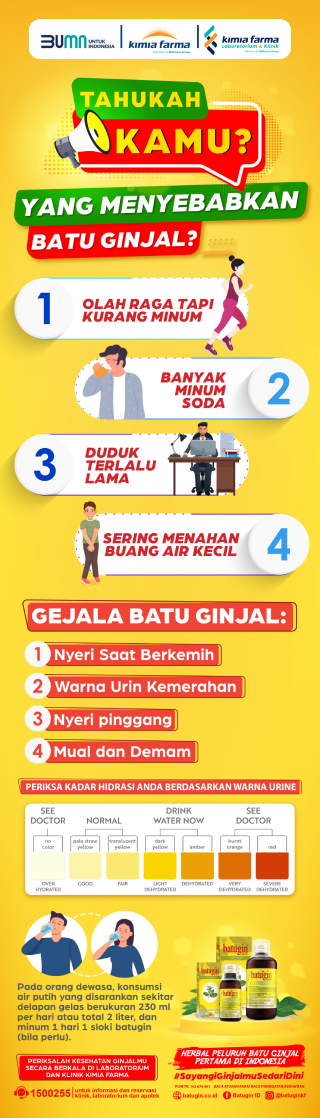 BUMN UNTUK INDONESIA
kimia farma
kimia farma
Laboratorium & Klinik
TAHUKAH
KAMU?
YANG MENYEBABKAN
BATU GINJAL?
1 OLAH RAGA TAPI
KURANG MINUM
BANYAK
MINUM
SODA
2
3 DUDUK
TERLALU
LAMA
SERING MENAHAN
BUANG AIR KECIL
4
GEJALA BATU GINJAL:
1 Nyeri Saat Berkemih
2 Warna Urin Kemerahan
3 Nyeri pinggang
4 Mual dan Demam
PERIKSA KADAR HIDRASI ANDA BERDASARKAN WARNA URINE
SEE DOCTOR
NORMAL
DRINK WATER NOW
SEE DOCTOR
no color
pale straw yellow
translucent yellow
dark yellow
amber
burnt orange
red
OVER HYDRATED
GOOD
FAIR
LIGHT DEHYDRATED
DEHYDRATED
VERY DEHYDRATED
SEVERE DEHYDRATED
Pada orang dewasa, konsumsi
air putih yang disarankan sekitar
delapan gelas berukuran 230 ml
per hari atau total 2 liter, dan
minum 1 hari 1 sloki batugin
(bila perlu).
batugin
batugin
batugin
HERBAL PELURUH BATU GINJAL
PERTAMA DI INDONESIA
#SayangiGinjalmuSedariDini
PERIKSALAH KESEHATAN GINJALMU
SECARA BERKALA DI LABORATORIUM
DAN KLINIK KIMIA FARMA
1500255
untuk informasi dan reservasi
klinik, laboratorium dan apotek
batugin.co.id
Batugin ID
@batuginkf